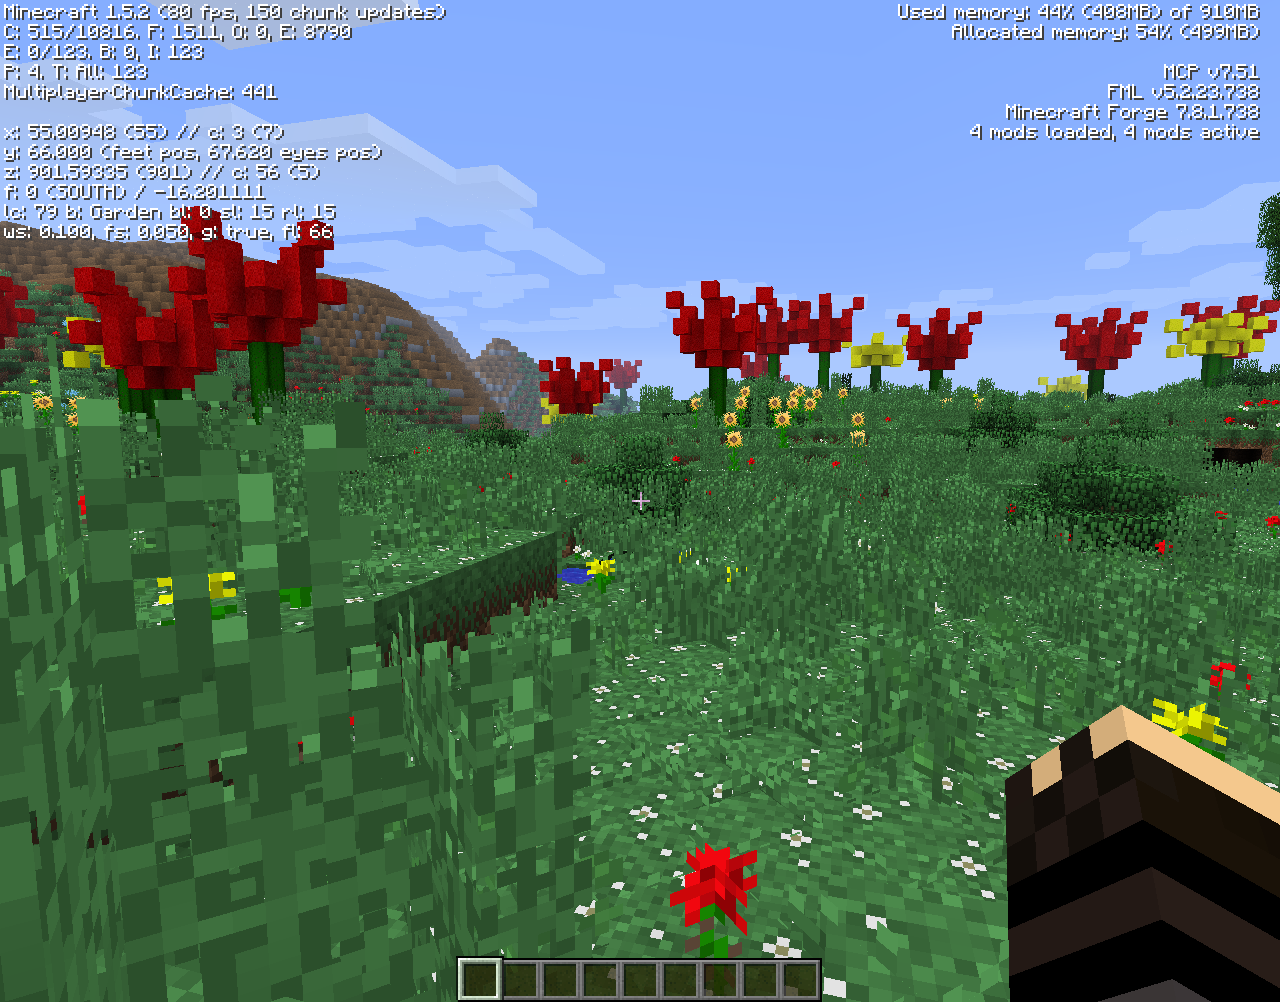 Minecraft 1.5.2 (90 fps, 150 chunk updates)
C: 515/10816. F: 1511, O: 0, E: 8790
E: 0/123. B: 0, I: 123
P: 4. T: All: 123
MultiplayerChunkCache: 441
x: 55.00948 (55) // c: 3 (7)
y: 66.000 (feet pos, 67.620 eyes pos)
z: 901.59335 (901) // c: 56 (5)
f: 0 (SOUTH) / -16.201111
lc: 79 b: Garden bl: 0 sl: 15 rl: 15
ws: 0.100, fs: 0.050, g: true, fl: 66
Used memory: 44% (408MB) of 910MB
Allocated memory: 54% (499MB)
MCP v7.51
FML v5.2.23.738
Minecraft Forge 7.8.1.738
4 mods loaded, 4 mods active